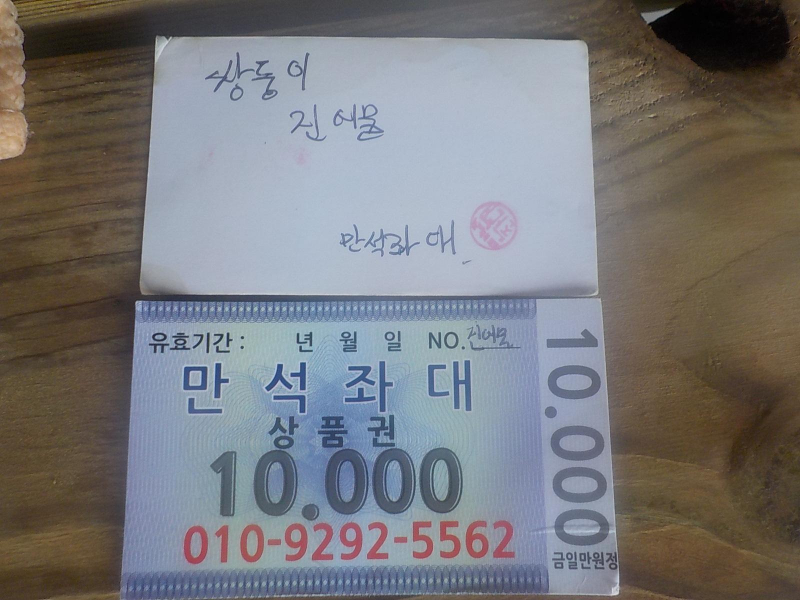 쌍둥이
진어물
만석좌대
유효기간 : 년 월 일 NO. 진어물
만석좌대
상품권
10.000
010-9292-5562
10.000
금일만원정